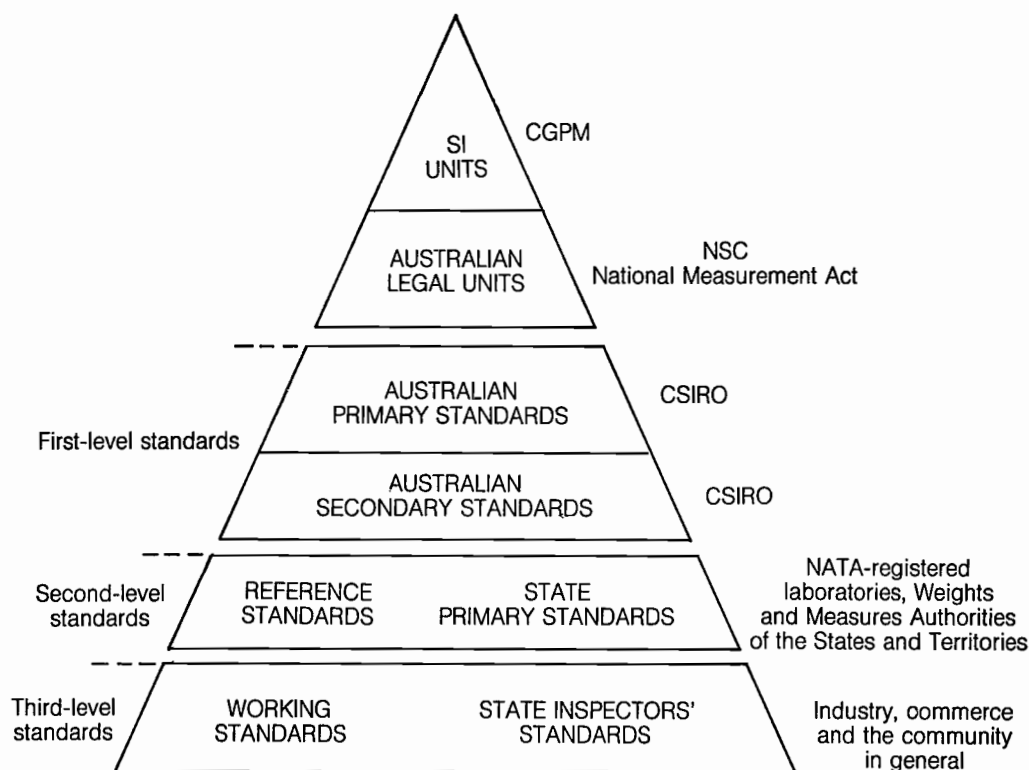 SI
UNITS
CGPM
AUSTRALIAN
LEGAL UNITS
NSC
National Measurement Act
First-level standards
AUSTRALIAN
PRIMARY STANDARDS
CSIRO
AUSTRALIAN
SECONDARY STANDARDS
CSIRO
Second-level
standards
REFERENCE
STANDARDS
STATE
PRIMARY STANDARDS
NATA-registered
laboratories, Weights
and Measures Authorities
of the States and Territories
Third-level
standards
WORKING
STANDARDS
STATE INSPECTORS'
STANDARDS
Industry, commerce
and the community
in general